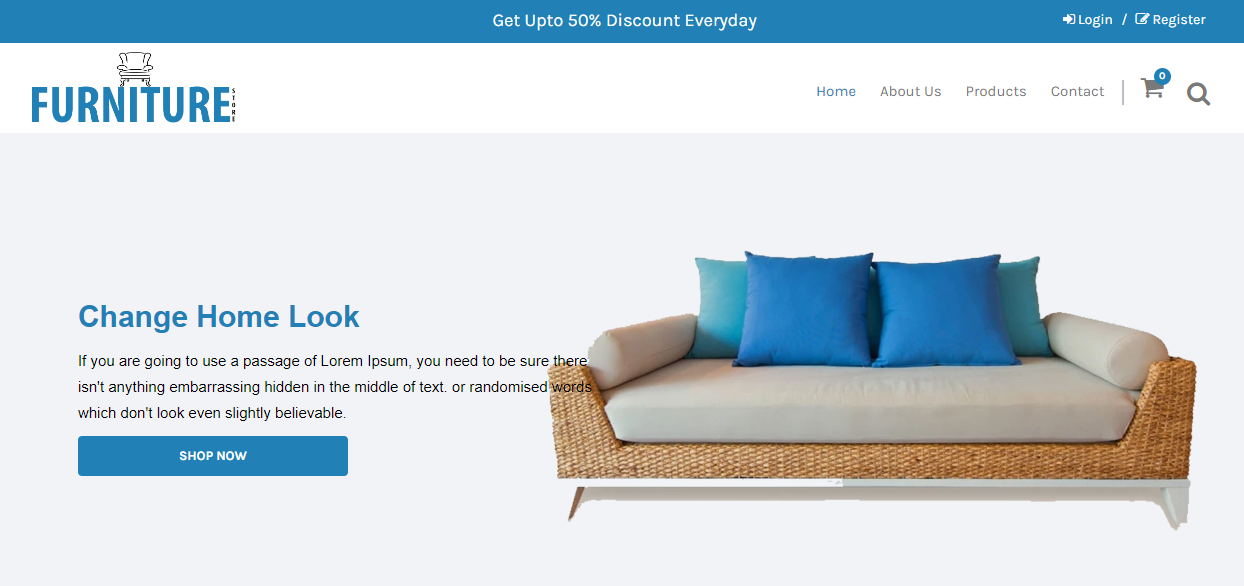 Get Upto 50% Discount Everyday
Login / Register
FURNITURE STORE
Home About Us Products Contact 0
Change Home Look
If you are going to use a passage of Lorem Ipsum, you need to be sure there
isn't anything embarrassing hidden in the middle of text. or randomised words
which don't look even slightly believable.
SHOP NOW